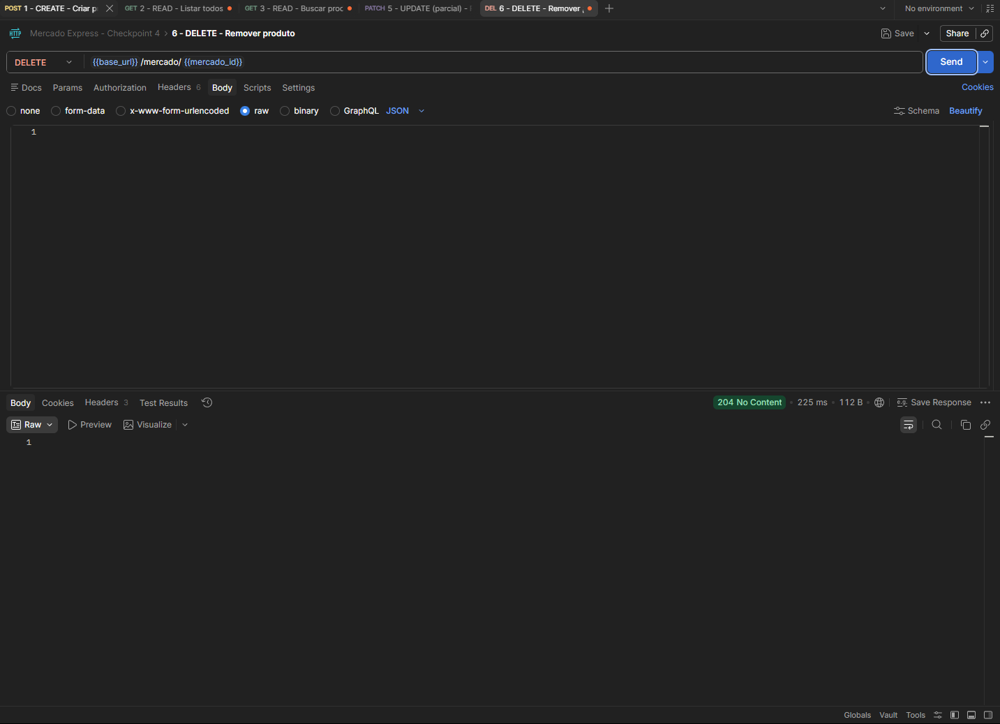 POST 1 - CREATE - Criar p
GET 2 - READ - Listar todos
GET 3 - READ - Buscar proc
PATCH 5 - UPDATE (parcial) -
DEL 6 - DELETE - Remover
No environment
HTTP Mercado Express - Checkpoint 4 > 6 - DELETE - Remover produto
Save
Share
DELETE {{base_url}} /mercado/ {{mercado_id}}
Send
Docs Params Authorization Headers 6 Body Scripts Settings
Cookies
none form-data x-www-form-urlencoded raw binary GraphQL JSON
Schema Beautify
1
Body Cookies Headers 3 Test Results
204 No Content • 225 ms • 112 B
e.g. Save Response
Raw Preview Visualize
1
Globals Vault Tools